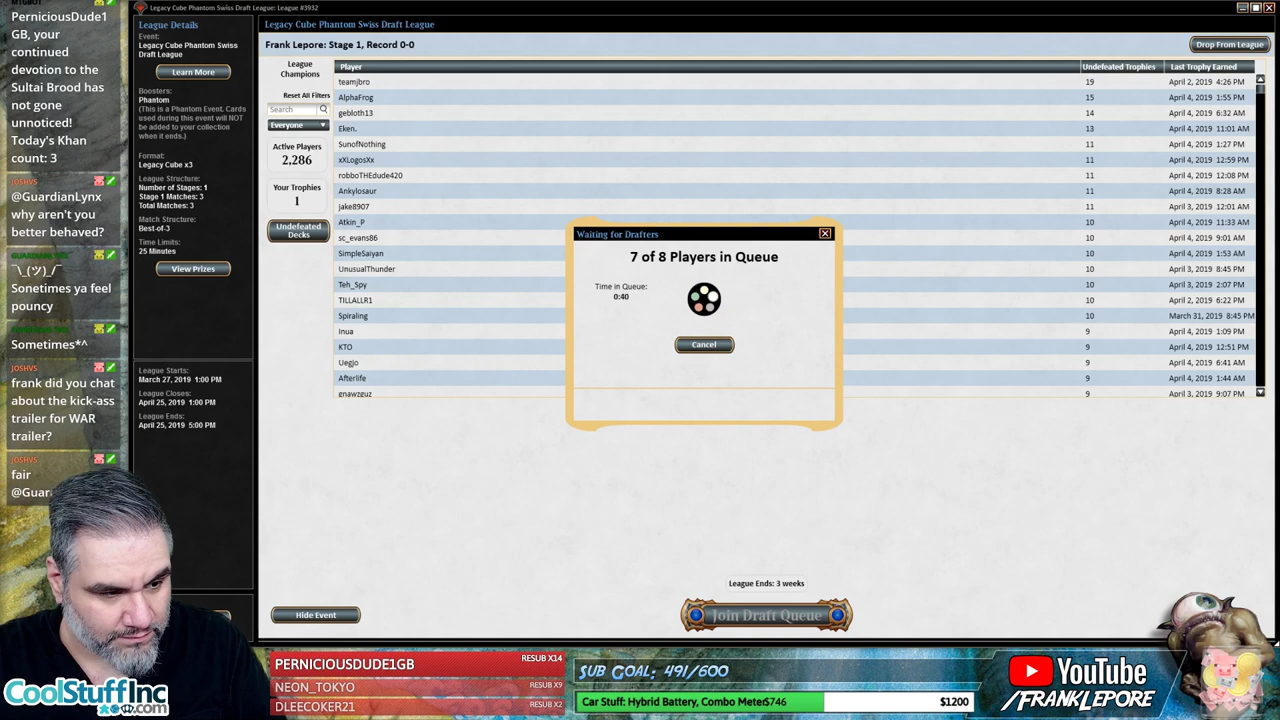 Legacy Cube Phantom Swiss Draft League: League #3932
PerniciousDude1
GB, your
continued
devotion to the
Sultai Brood has
not gone
unnoticed!
Today's Khan
count: 3
JOSHVS
@GuardianLynx
why aren't you
better behaved?
¯\_(ツ)_/¯
Sonetimes ya feel
pouncy
Sometimes*^
JOSHVS
frank did you chat
about the kick-ass
trailer for WAR
trailer?
JOSHVS
fair
League Details
Event:
Legacy Cube Phantom Swiss
Draft League
Learn More
Boosters:
Phantom
(This is a Phantom Event. Cards
used during this event will NOT
be added to your collection
when it ends.)
Format:
Legacy Cube x3
League Structure:
Number of Stages: 1
Stage 1 Matches: 3
Total Matches: 3
Match Structure:
Best-of-3
Time Limits:
25 Minutes
View Prizes
League Starts:
March 27, 2019 1:00 PM
League Closes:
April 25, 2019 1:00 PM
League Ends:
April 25, 2019 5:00 PM
Legacy Cube Phantom Swiss Draft League
Frank Lepore: Stage 1, Record 0-0
Drop From League
League
Champions
Reset All Filters
Search
Everyone
Active Players
2,286
Your Trophies
1
Undefeated
Decks
Player Undefeated Trophies Last Trophy Earned
teamjbro 19 April 2, 2019 4:26 PM
AlphaFrog 15 April 4, 2019 1:55 PM
gebloth13 14 April 4, 2019 6:32 AM
Eken. 13 April 4, 2019 11:01 AM
SunofNothing 11 April 4, 2019 1:27 PM
xXLogosXx 11 April 4, 2019 12:59 PM
robboTHEdude420 11 April 4, 2019 12:08 PM
Ankylosaur 11 April 4, 2019 8:28 AM
jake8907 11 April 3, 2019 12:01 AM
Atkin_P 10 April 4, 2019 11:33 AM
sc_evans86 10 April 4, 2019 9:01 AM
SimpleSaiyan 10 April 4, 2019 1:53 AM
UnusualThunder 10 April 3, 2019 8:45 PM
Teh_Spy 10 April 3, 2019 2:07 PM
TILLALLR1 10 April 2, 2019 6:22 PM
Spiraling 10 March 31, 2019 8:45 PM
Inua 9 April 4, 2019 1:09 PM
KTO 9 April 4, 2019 12:51 PM
Uegjo 9 April 4, 2019 6:41 AM
Afterlife 9 April 4, 2019 1:44 AM
gnawzguz 9 April 3, 2019 9:07 PM
Waiting for Drafters
7 of 8 Players in Queue
Time in Queue:
0:40
Cancel
League Ends: 3 weeks
Hide Event
Join Draft Queue
CoolStuffInc
.com
PERNICIOUSDUDE1GB RESUB X14
NEON_TOKYO RESUB X9
DLEECOKER21 RESUB X2
SUB GOAL: 491/600
Car Stuff: Hybrid Battery, Combo Meter $746 $1200
YouTube
/FRANKLEPORE